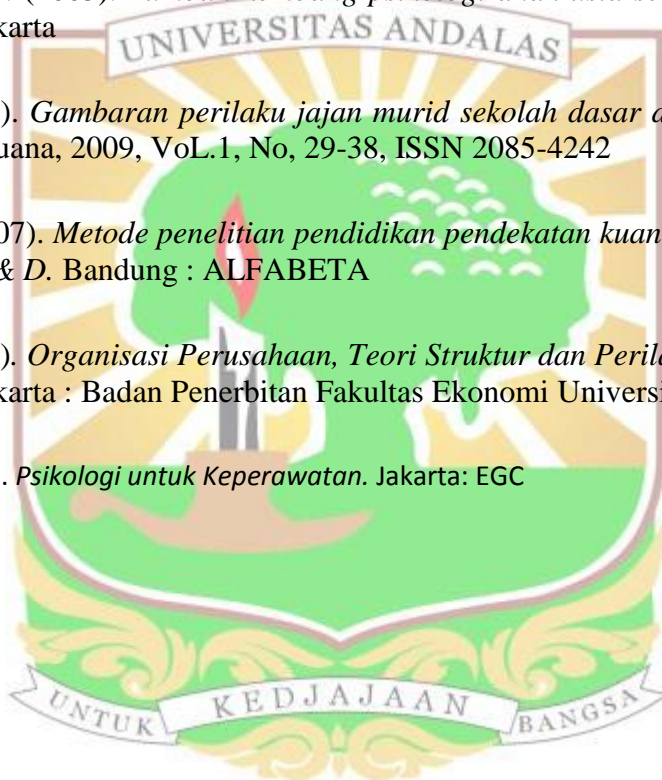 karta
UNIVERSITAS ANDALAS
). Gambaran perilaku jajan murid sekolah dasar d
uana, 2009, VoL.1, No, 29-38, ISSN 2085-4242
07). Metode penelitian pendidikan pendekatan kuan
& D. Bandung : ALFABETA
). Organisasi Perusahaan, Teori Struktur dan Perila
karta : Badan Penerbitan Fakultas Ekonomi Universi
. Psikologi untuk Keperawatan. Jakarta: EGC
UNTUK KEDJAJAAN BANGSA